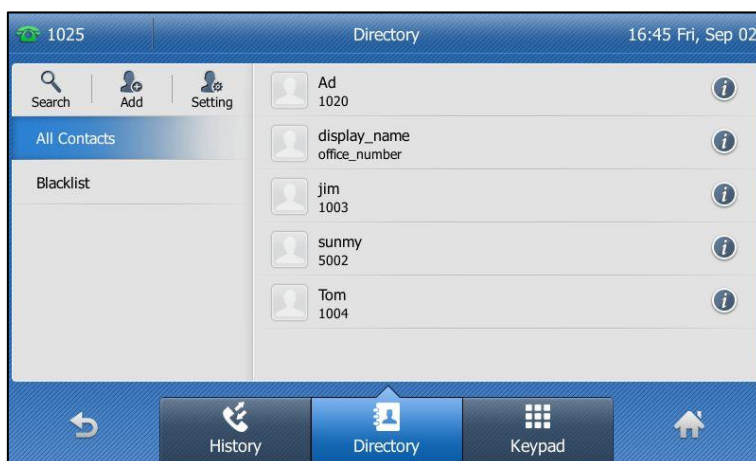 1025
Directory
16:45 Fri, Sep 02
Search
Add
Setting
All Contacts
Blacklist
Ad
1020
display_name
office_number
jim
1003
sunmy
5002
Tom
1004
History
Directory
Keypad